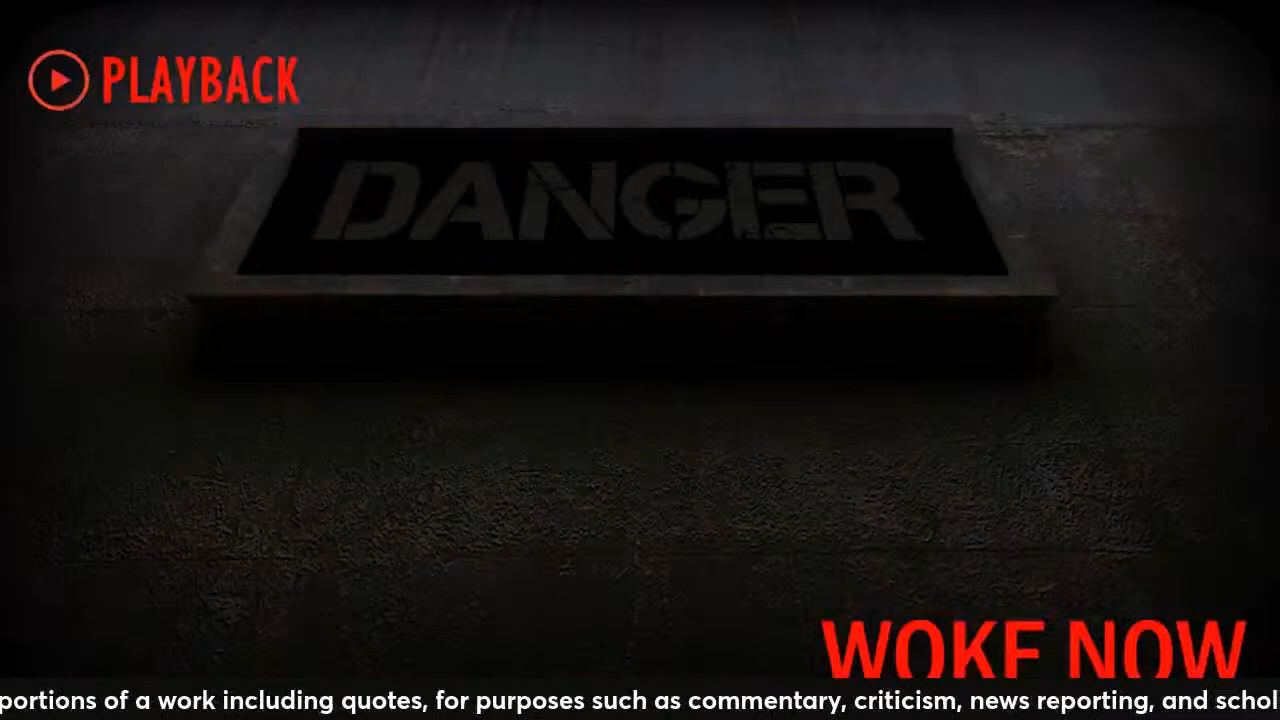 PLAYBACK
DANGER
WOKE NOW
portions of a work including quotes, for purposes such as commentary, criticism, news reporting, and schol